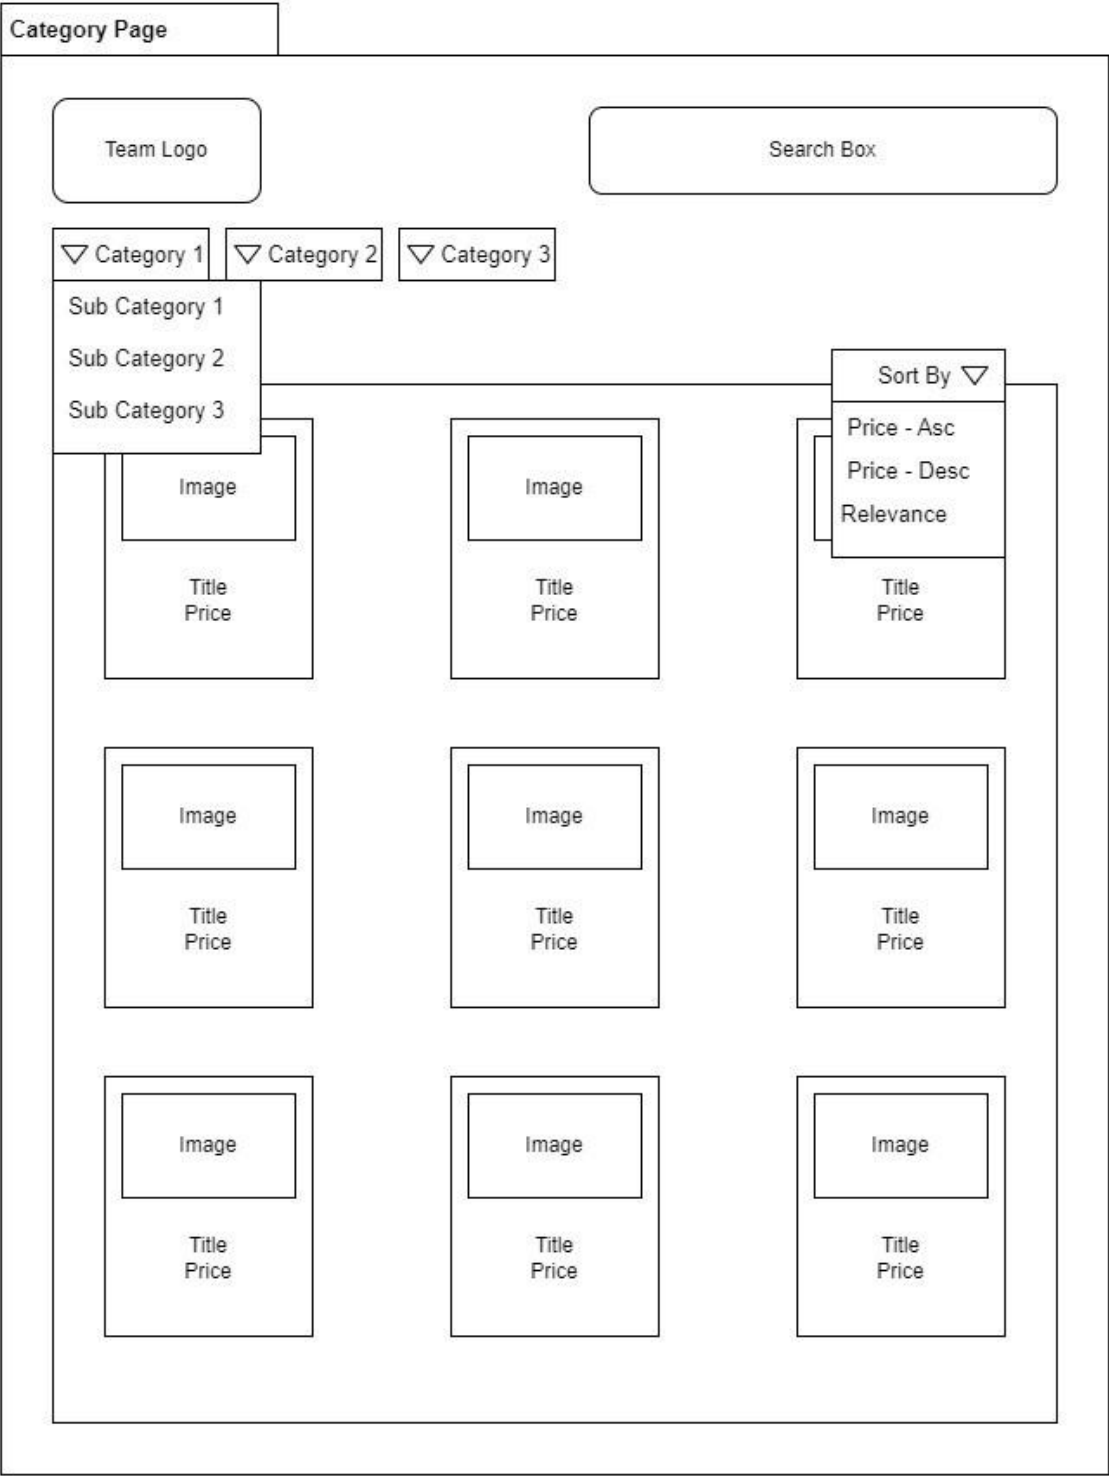 Category Page
Team Logo
Search Box
Category 1
Category 2
Category 3
Sub Category 1
Sub Category 2
Sub Category 3
Sort By
Price - Asc
Price - Desc
Relevance
Image
Title
Price
Image
Title
Price
Title
Price
Image
Title
Price
Image
Title
Price
Image
Title
Price
Image
Title
Price
Image
Title
Price
Image
Title
Price